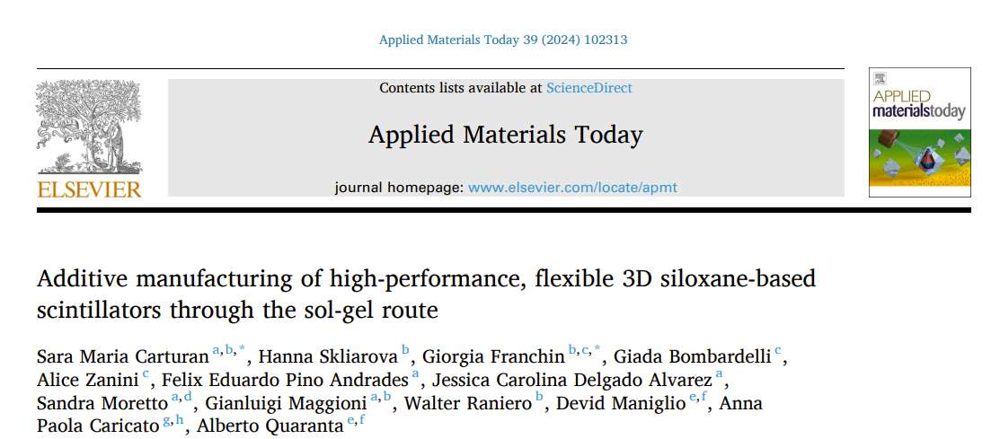 Applied Materials Today 39 (2024) 102313
Contents lists available at ScienceDirect
Applied Materials Today
journal homepage: www.elsevier.com/locate/apmt
ELSEVIER
APPLIED
materialstoday
Additive manufacturing of high-performance, flexible 3D siloxane-based
scintillators through the sol-gel route
Sara Maria Carturan a,b,*, Hanna Skliarova b, Giorgia Franchin b,c,*, Giada Bombardelli c,
Alice Zanini c, Felix Eduardo Pino Andrades a, Jessica Carolina Delgado Alvarez a,
Sandra Moretto a,d, Gianluigi Maggioni a,b, Walter Raniero b, Devid Maniglio e,f, Anna
Paola Caricato g,h, Alberto Quaranta e,f